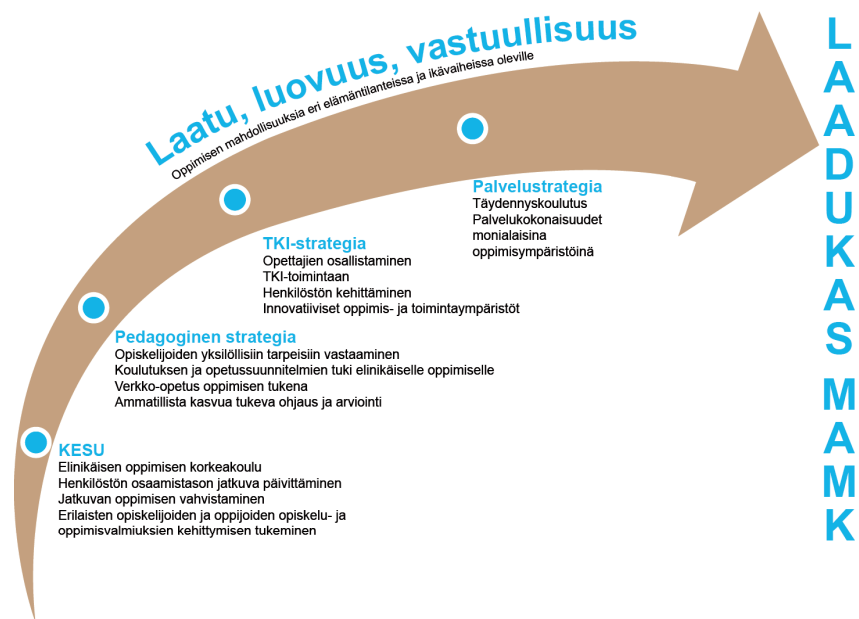 Laatu, luovuus, vastuullisuus
Oppimisen mahdollisuuksia eri elämäntilanteissa ja ikävaiheissa oleville
Palvelustrategia
Täydennyskoulutus
Palvelukokonaisuudet
monialaisina
oppimisympäristöinä
TKI-strategia
Opettajien osallistaminen
TKI-toimintaan
Henkilöstön kehittäminen
Innovatiiviset oppimis- ja toimintaympäristöt
Pedagoginen strategia
Opiskelijoiden yksilöllisiin tarpeisiin vastaaminen
Koulutuksen ja opetussuunnitelmien tuki elinikäiselle oppimiselle
Verkko-opetus oppimisen tukena
Ammatillista kasvua tukeva ohjaus ja arviointi
KESU
Elinikäisen oppimisen korkeakoulu
Henkilöstön osaamistason jatkuva päivittäminen
Jatkuvan oppimisen vahvistaminen
Erilaisten opiskelijoiden ja oppijoiden opiskelu- ja
oppimisvalmiuksien kehittymisen tukeminen
LAADUKAS MAMK